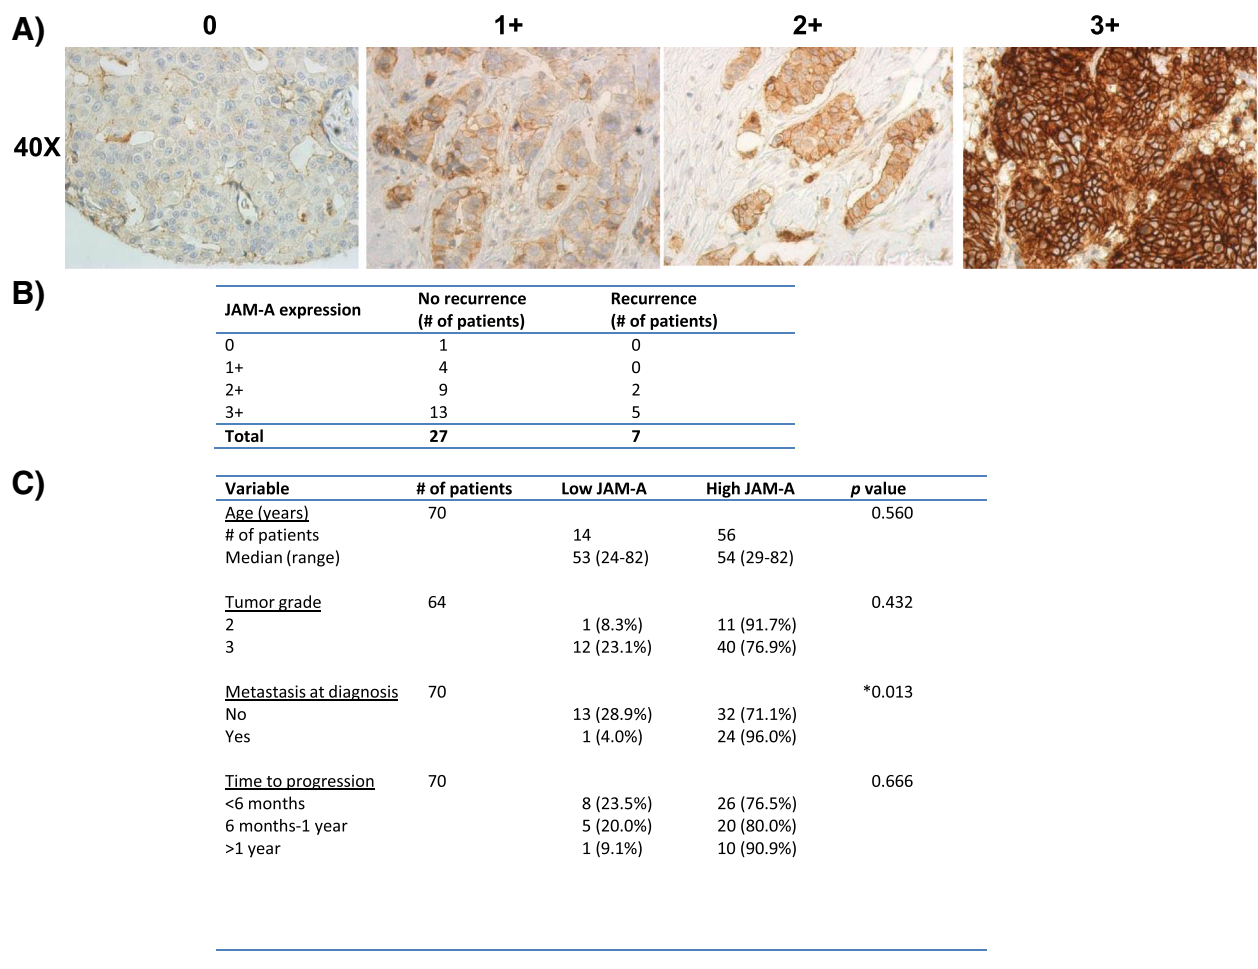 A) 0 1+ 2+ 3+
40X
B)
JAM-A expression No recurrence (# of patients) Recurrence (# of patients)
0 1 0
1+ 4 0
2+ 9 2
3+ 13 5
Total 27 7
C)
Variable # of patients Low JAM-A High JAM-A p value
Age (years) 70 0.560
# of patients 14 56
Median (range) 53 (24-82) 54 (29-82)
Tumor grade 64 0.432
2 1 (8.3%) 11 (91.7%)
3 12 (23.1%) 40 (76.9%)
Metastasis at diagnosis 70 *0.013
No 13 (28.9%) 32 (71.1%)
Yes 1 (4.0%) 24 (96.0%)
Time to progression 70 0.666
<6 months 8 (23.5%) 26 (76.5%)
6 months-1 year 5 (20.0%) 20 (80.0%)
>1 year 1 (9.1%) 10 (90.9%)